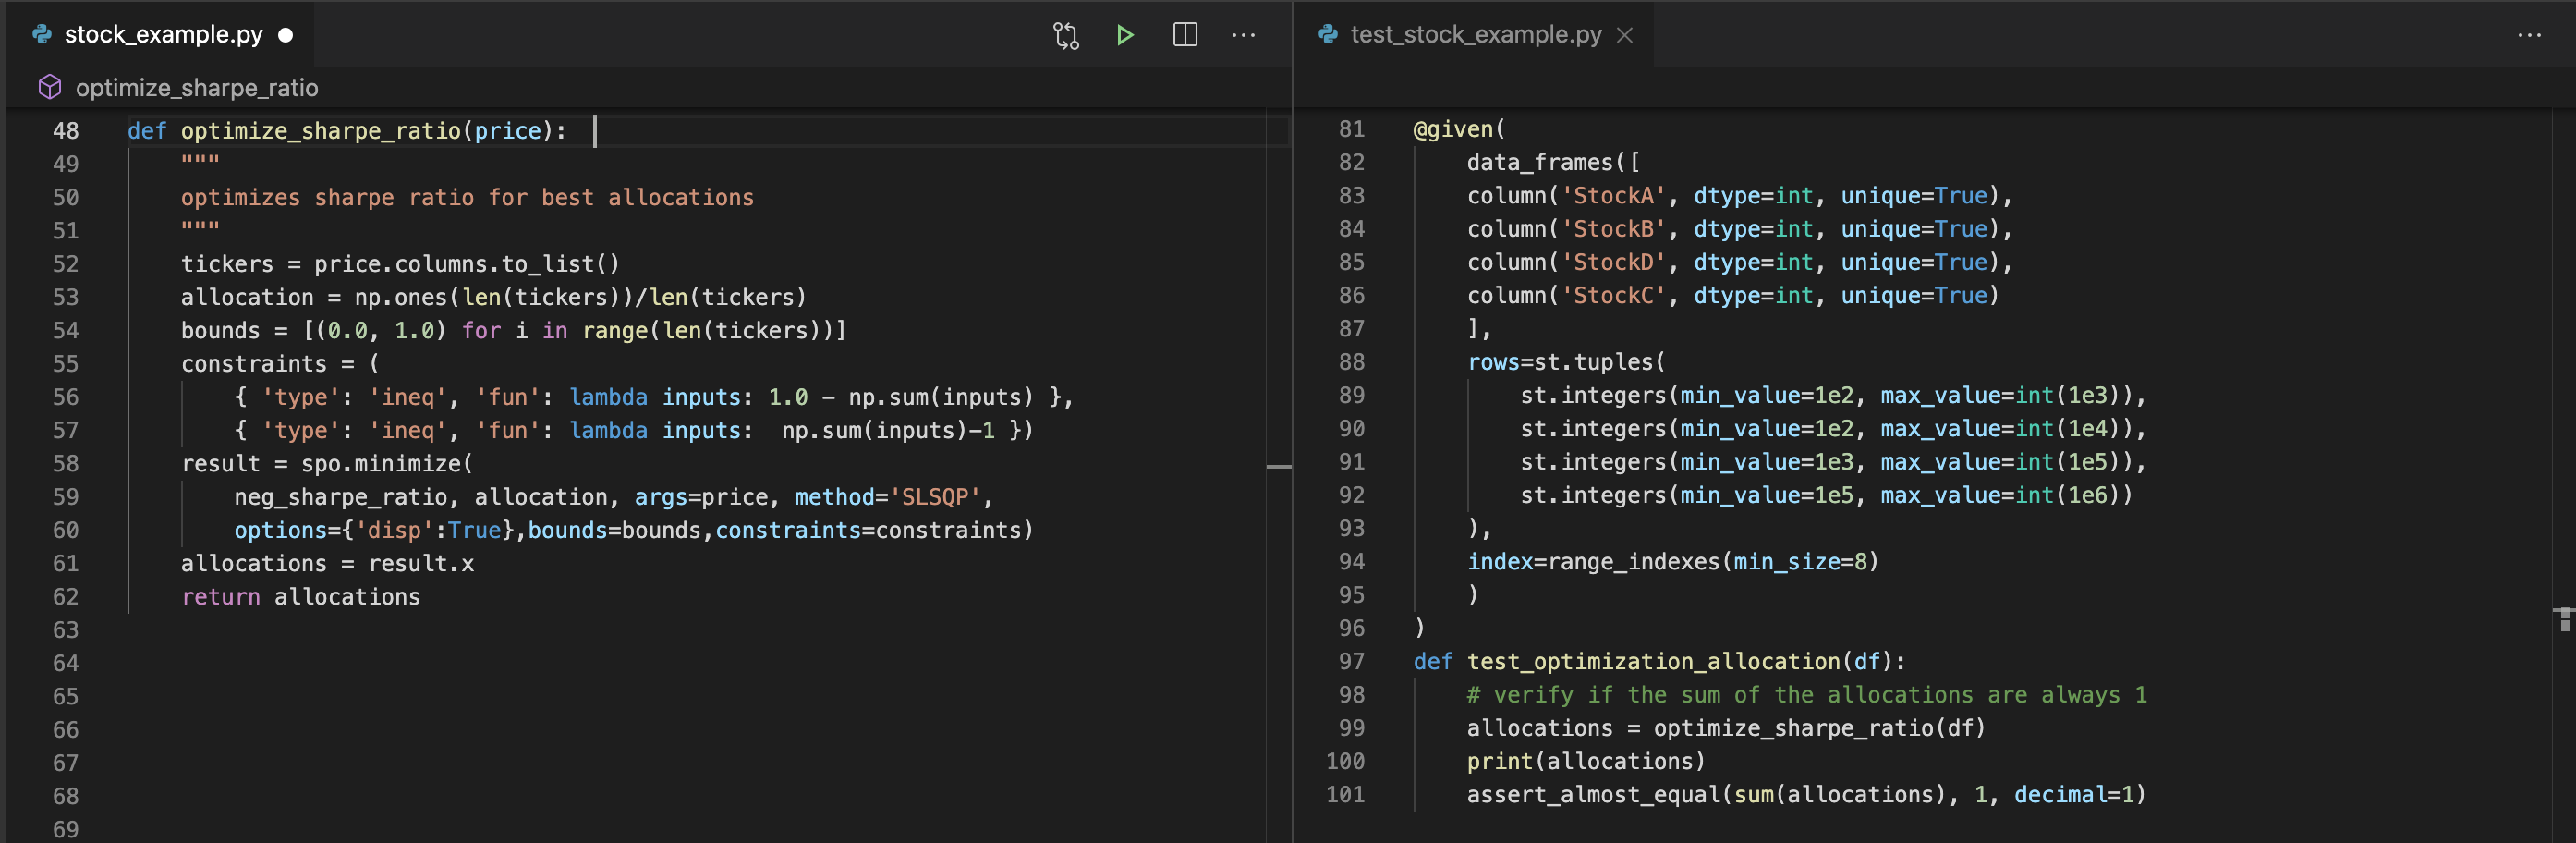 stock_example.py
optimize_sharpe_ratio
48 def optimize_sharpe_ratio(price):
49     """
50     optimizes sharpe ratio for best allocations
51     """
52     tickers = price.columns.to_list()
53     allocation = np.ones(len(tickers))/len(tickers)
54     bounds = [(0.0, 1.0) for i in range(len(tickers))]
55     constraints = (
56         { 'type': 'ineq', 'fun': lambda inputs: 1.0 - np.sum(inputs) },
57         { 'type': 'ineq', 'fun': lambda inputs:  np.sum(inputs)-1 })
58     result = spo.minimize(
59         neg_sharpe_ratio, allocation, args=price, method='SLSQP',
60         options={'disp':True},bounds=bounds,constraints=constraints)
61     allocations = result.x
62     return allocations
63
64
65
66
67
68
69
test_stock_example.py
81 @given(
82     data_frames([
83     column('StockA', dtype=int, unique=True),
84     column('StockB', dtype=int, unique=True),
85     column('StockD', dtype=int, unique=True),
86     column('StockC', dtype=int, unique=True)
87     ],
88     rows=st.tuples(
89         st.integers(min_value=1e2, max_value=int(1e3)),
90         st.integers(min_value=1e2, max_value=int(1e4)),
91         st.integers(min_value=1e3, max_value=int(1e5)),
92         st.integers(min_value=1e5, max_value=int(1e6))
93     ),
94     index=range_indexes(min_size=8)
95     )
96 )
97 def test_optimization_allocation(df):
98     # verify if the sum of the allocations are always 1
99     allocations = optimize_sharpe_ratio(df)
100     print(allocations)
101     assert_almost_equal(sum(allocations), 1, decimal=1)